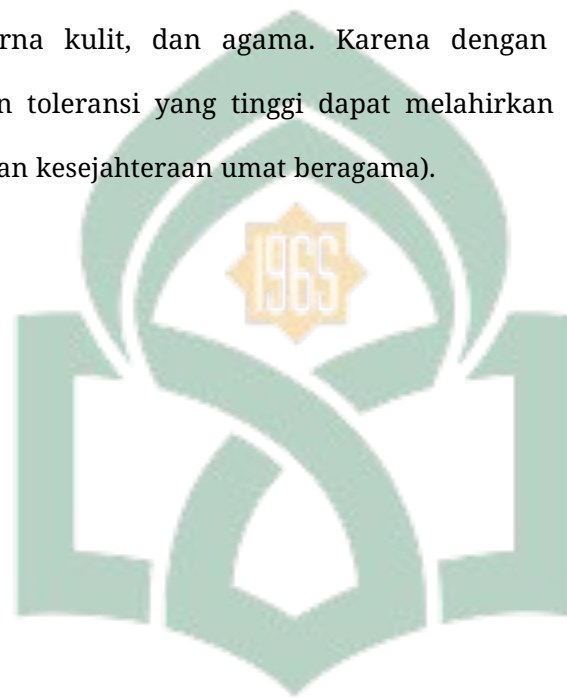 rna kulit, dan agama. Karena dengan
n toleransi yang tinggi dapat melahirkan
an kesejahteraan umat beragama).
1965